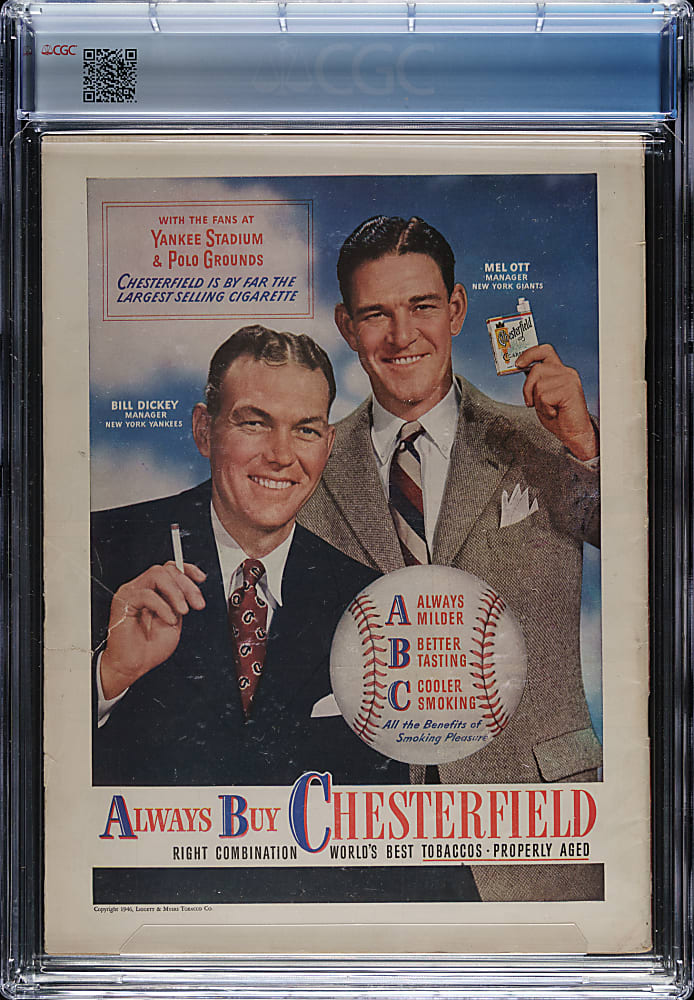 CGC
CGC
WITH THE FANS AT
YANKEE STADIUM
& POLO GROUNDS
CHESTERFIELD IS BY FAR THE
LARGEST SELLING CIGARETTE
MEL OTT
MANAGER
NEW YORK GIANTS
Chesterfield
BILL DICKEY
MANAGER
NEW YORK YANKEES
A ALWAYS
MILDER
B BETTER
TASTING
C COOLER
SMOKING
All the Benefits of
Smoking Pleasure
ALWAYS BUY CHESTERFIELD
RIGHT COMBINATION WORLD'S BEST TOBACCOS · PROPERLY AGED
Copyright 1946, LIGGETT & MYERS TOBACCO CO.